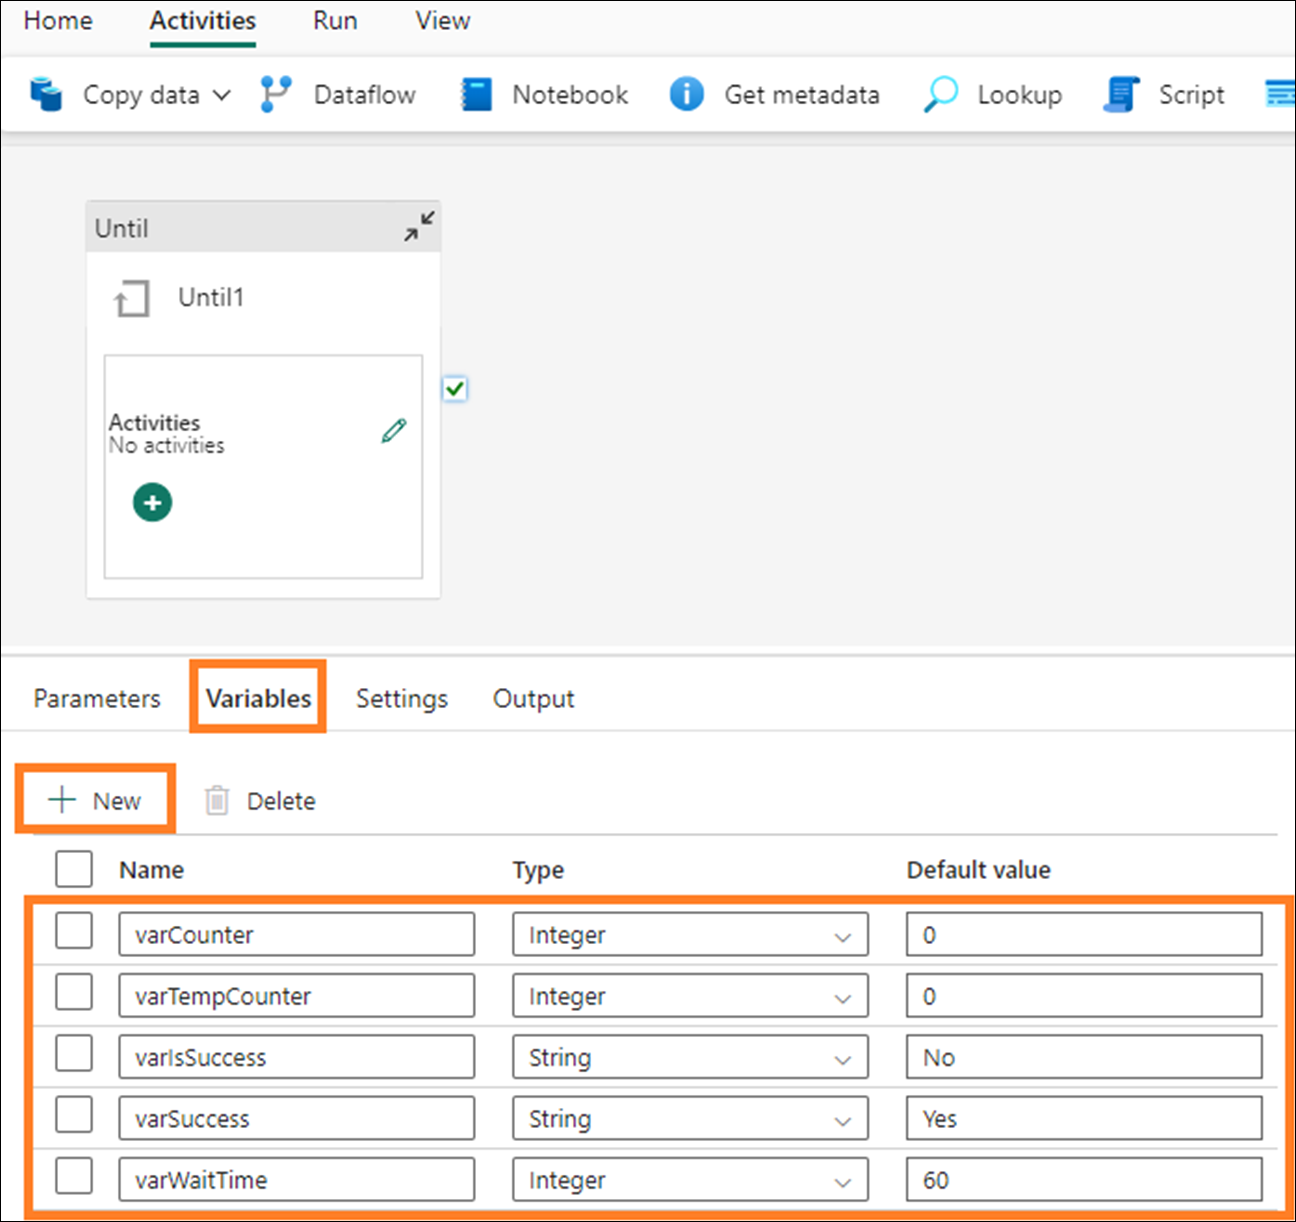 Home Activities Run View
Copy data Dataflow Notebook Get metadata Lookup Script
Until
Until1
Activities
No activities
Parameters Variables Settings Output
New Delete
Name Type Default value
varCounter Integer 0
varTempCounter Integer 0
varIsSuccess String No
varSuccess String Yes
varWaitTime Integer 60